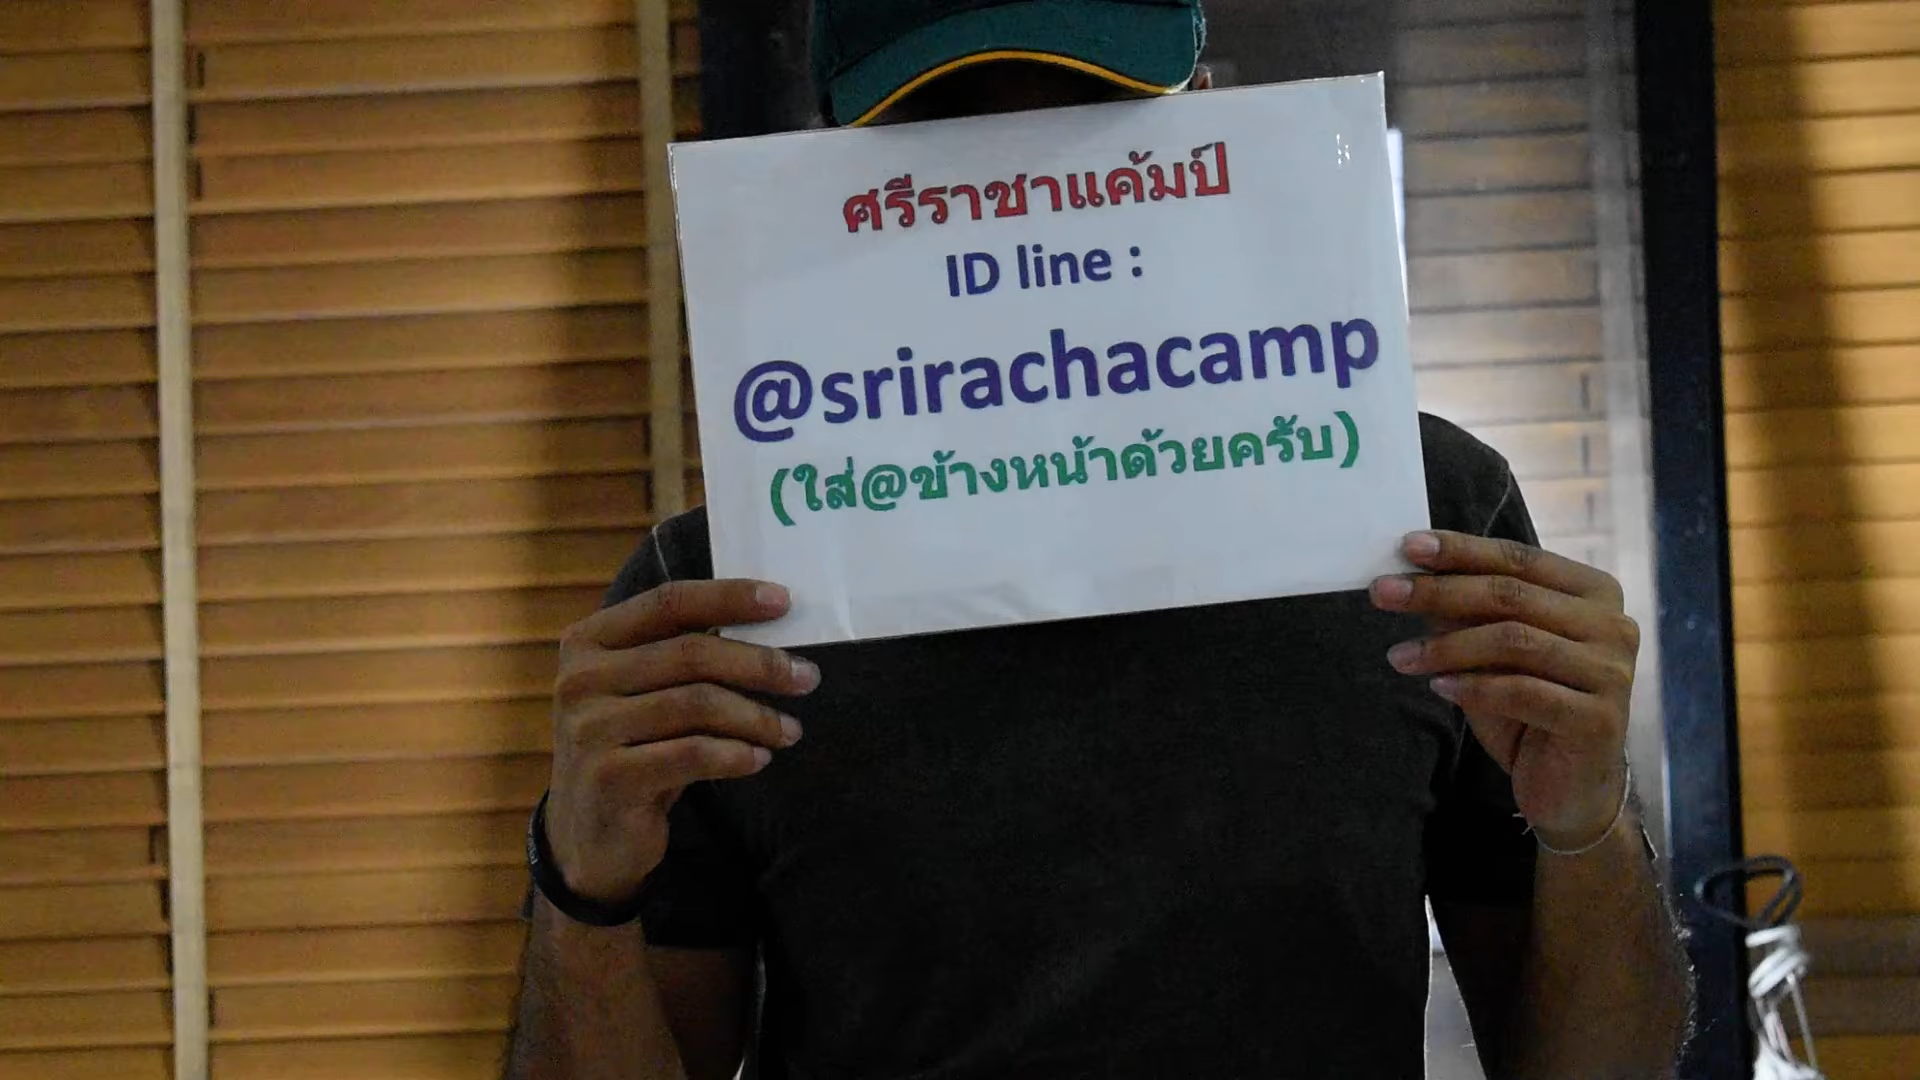 ศรีราชาแค้มป์
ID line :
@srirachacamp
(ใส่@ข้างหน้าด้วยครับ)